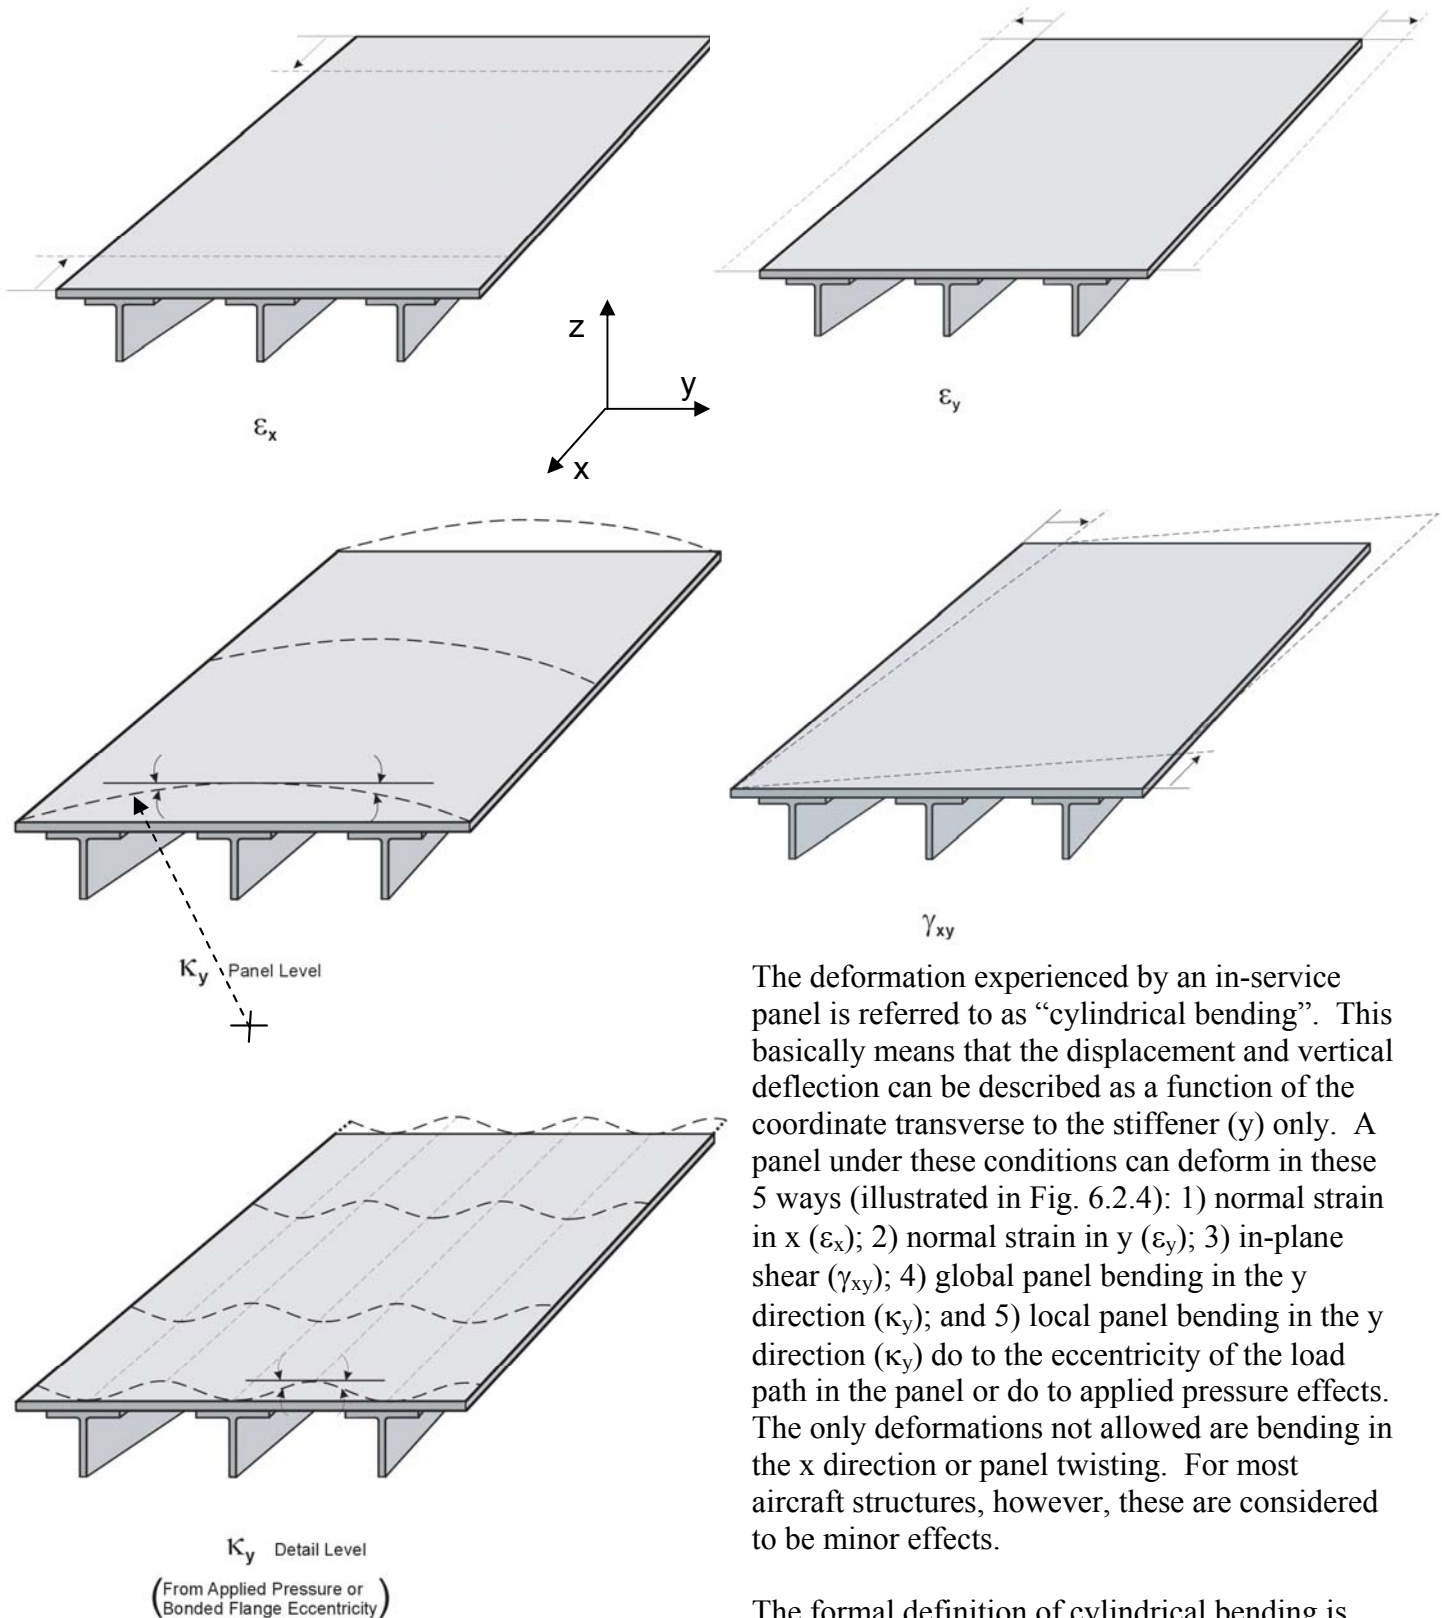 z
y
x
εx
εy
κy Panel Level
γxy
κy Detail Level
(From Applied Pressure or
Bonded Flange Eccentricity)
The deformation experienced by an in-service
panel is referred to as “cylindrical bending”. This
basically means that the displacement and vertical
deflection can be described as a function of the
coordinate transverse to the stiffener (y) only. A
panel under these conditions can deform in these
5 ways (illustrated in Fig. 6.2.4): 1) normal strain
in x (εx); 2) normal strain in y (εy); 3) in-plane
shear (γxy); 4) global panel bending in the y
direction (κy); and 5) local panel bending in the y
direction (κy) do to the eccentricity of the load
path in the panel or do to applied pressure effects.
The only deformations not allowed are bending in
the x direction or panel twisting. For most
aircraft structures, however, these are considered
to be minor effects.
The formal definition of cylindrical bending is